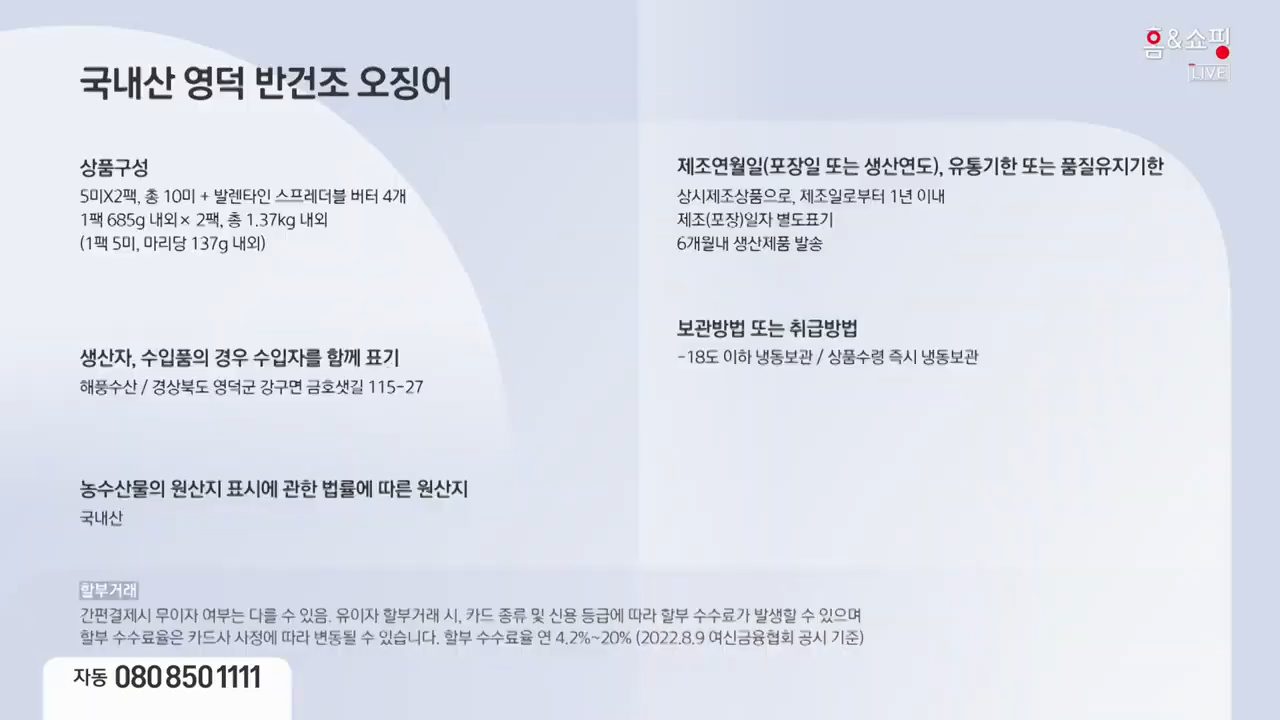 홈&쇼핑
LIVE
국내산 영덕 반건조 오징어
상품구성
5미X2팩, 총 10미 + 발렌타인 스프레더블 버터 4개
1팩 685g 내외× 2팩, 총 1.37kg 내외
(1팩 5미, 마리당 137g 내외)
생산자, 수입품의 경우 수입자를 함께 표기
해풍수산 / 경상북도 영덕군 강구면 금호샛길 115-27
농수산물의 원산지 표시에 관한 법률에 따른 원산지
국내산
제조연월일(포장일 또는 생산연도), 유통기한 또는 품질유지기한
상시제조상품으로, 제조일로부터 1년 이내
제조(포장)일자 별도표기
6개월내 생산제품 발송
보관방법 또는 취급방법
-18도 이하 냉동보관 / 상품수령 즉시 냉동보관
할부거래
간편결제시 무이자 여부는 다를 수 있음. 유이자 할부거래 시, 카드 종류 및 신용 등급에 따라 할부 수수료가 발생할 수 있으며
할부 수수료율은 카드사 사정에 따라 변동될 수 있습니다. 할부 수수료율 연 4.2%~20% (2022.8.9 여신금융협회 공시 기준)
자동 080 850 1111